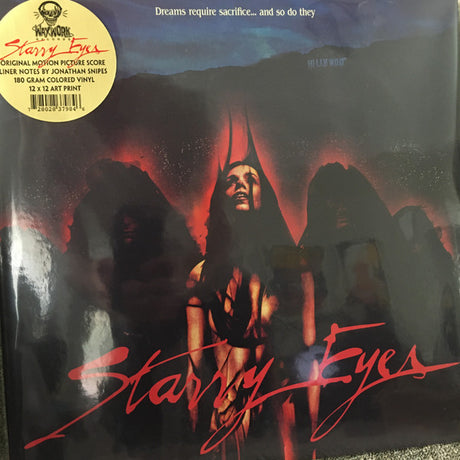 Dreams require sacrifice... and so do they
WAXWORK
RECORDS
Starry Eyes
ORIGINAL MOTION PICTURE SCORE
LINER NOTES BY JONATHAN SNIPES
180 GRAM COLORED VINYL
12 x 12 ART PRINT
HOLLYWOOD
Starry Eyes